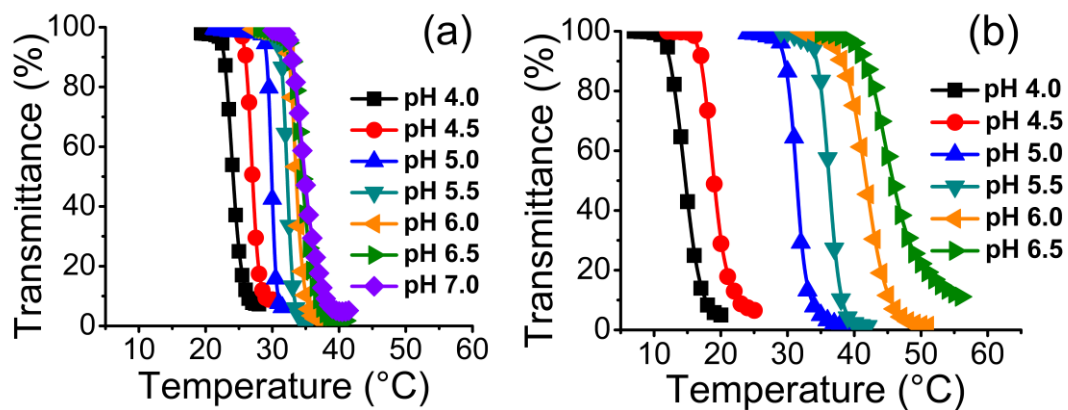 (a)
Transmittance (%)
100
80
60
40
20
0
10 20 30 40 50 60
Temperature (°C)
pH 4.0
pH 4.5
pH 5.0
pH 5.5
pH 6.0
pH 6.5
pH 7.0
(b)
Transmittance (%)
100
80
60
40
20
0
10 20 30 40 50 60
Temperature (°C)
pH 4.0
pH 4.5
pH 5.0
pH 5.5
pH 6.0
pH 6.5